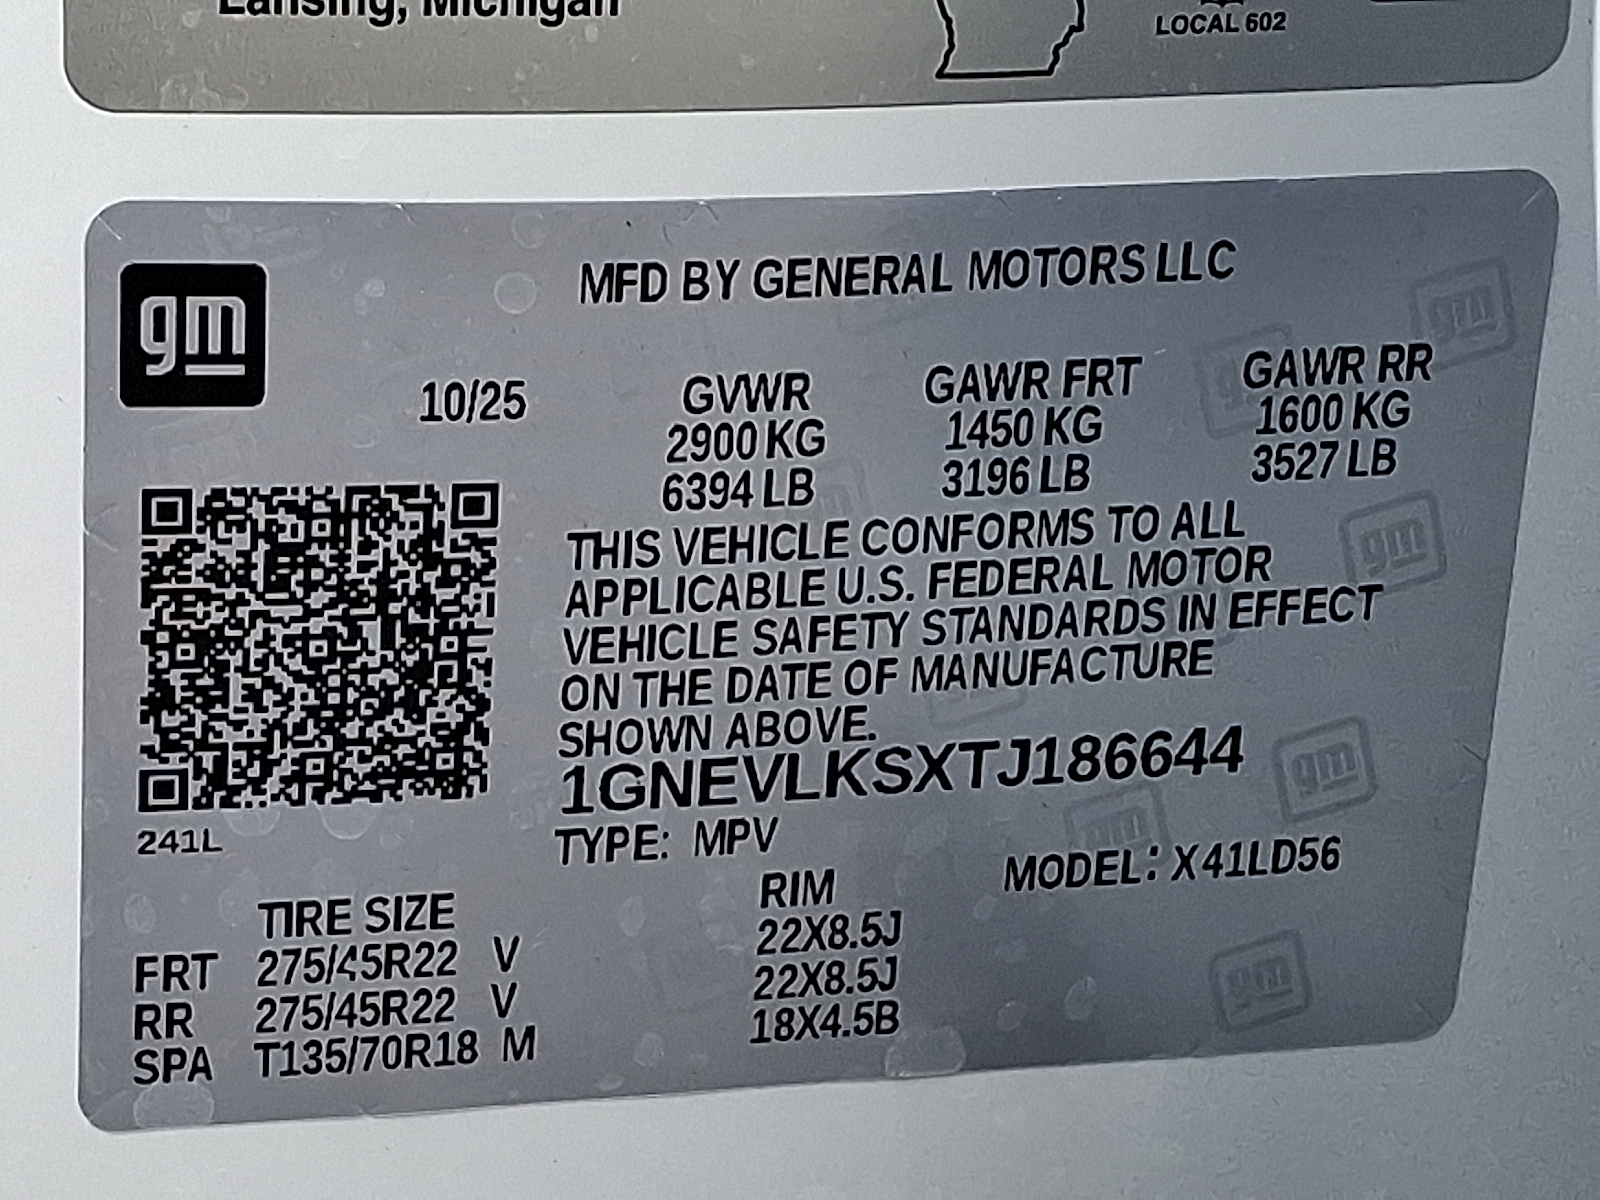 Lansing, Michigan
LOCAL 602
gm
MFD BY GENERAL MOTORS LLC
10/25
GVWR GAWR FRT GAWR RR
2900 KG 1450 KG 1600 KG
6394 LB 3196 LB 3527 LB
THIS VEHICLE CONFORMS TO ALL
APPLICABLE U.S. FEDERAL MOTOR
VEHICLE SAFETY STANDARDS IN EFFECT
ON THE DATE OF MANUFACTURE
SHOWN ABOVE.
1GNEVLKSXTJ186644
241L
TYPE: MPV MODEL: X41LD56
TIRE SIZE RIM
FRT 275/45R22 V 22X8.5J
RR 275/45R22 V 22X8.5J
SPA T135/70R18 M 18X4.5B